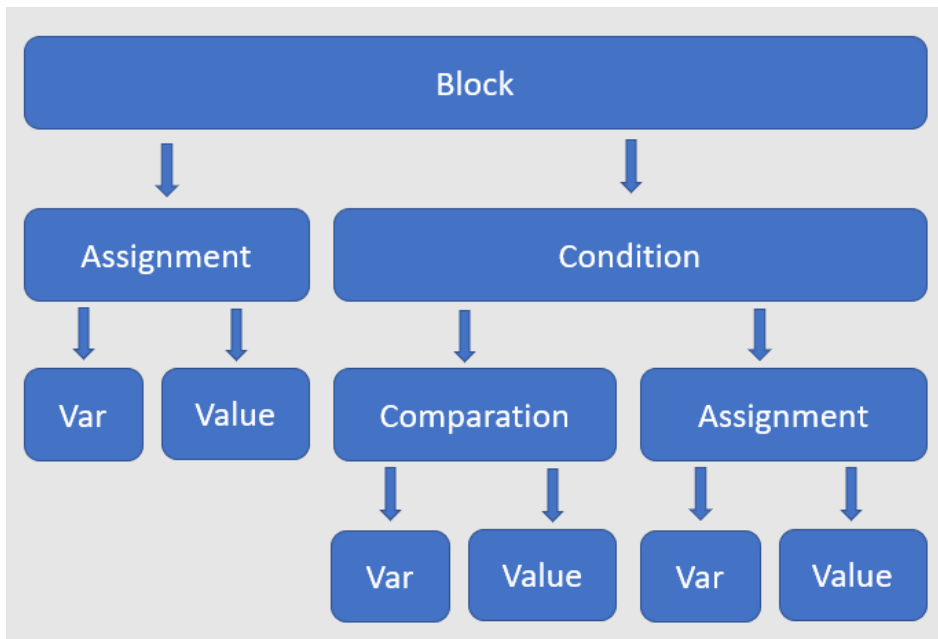 Block
Assignment
Condition
Var
Value
Comparation
Assignment
Var
Value
Var
Value